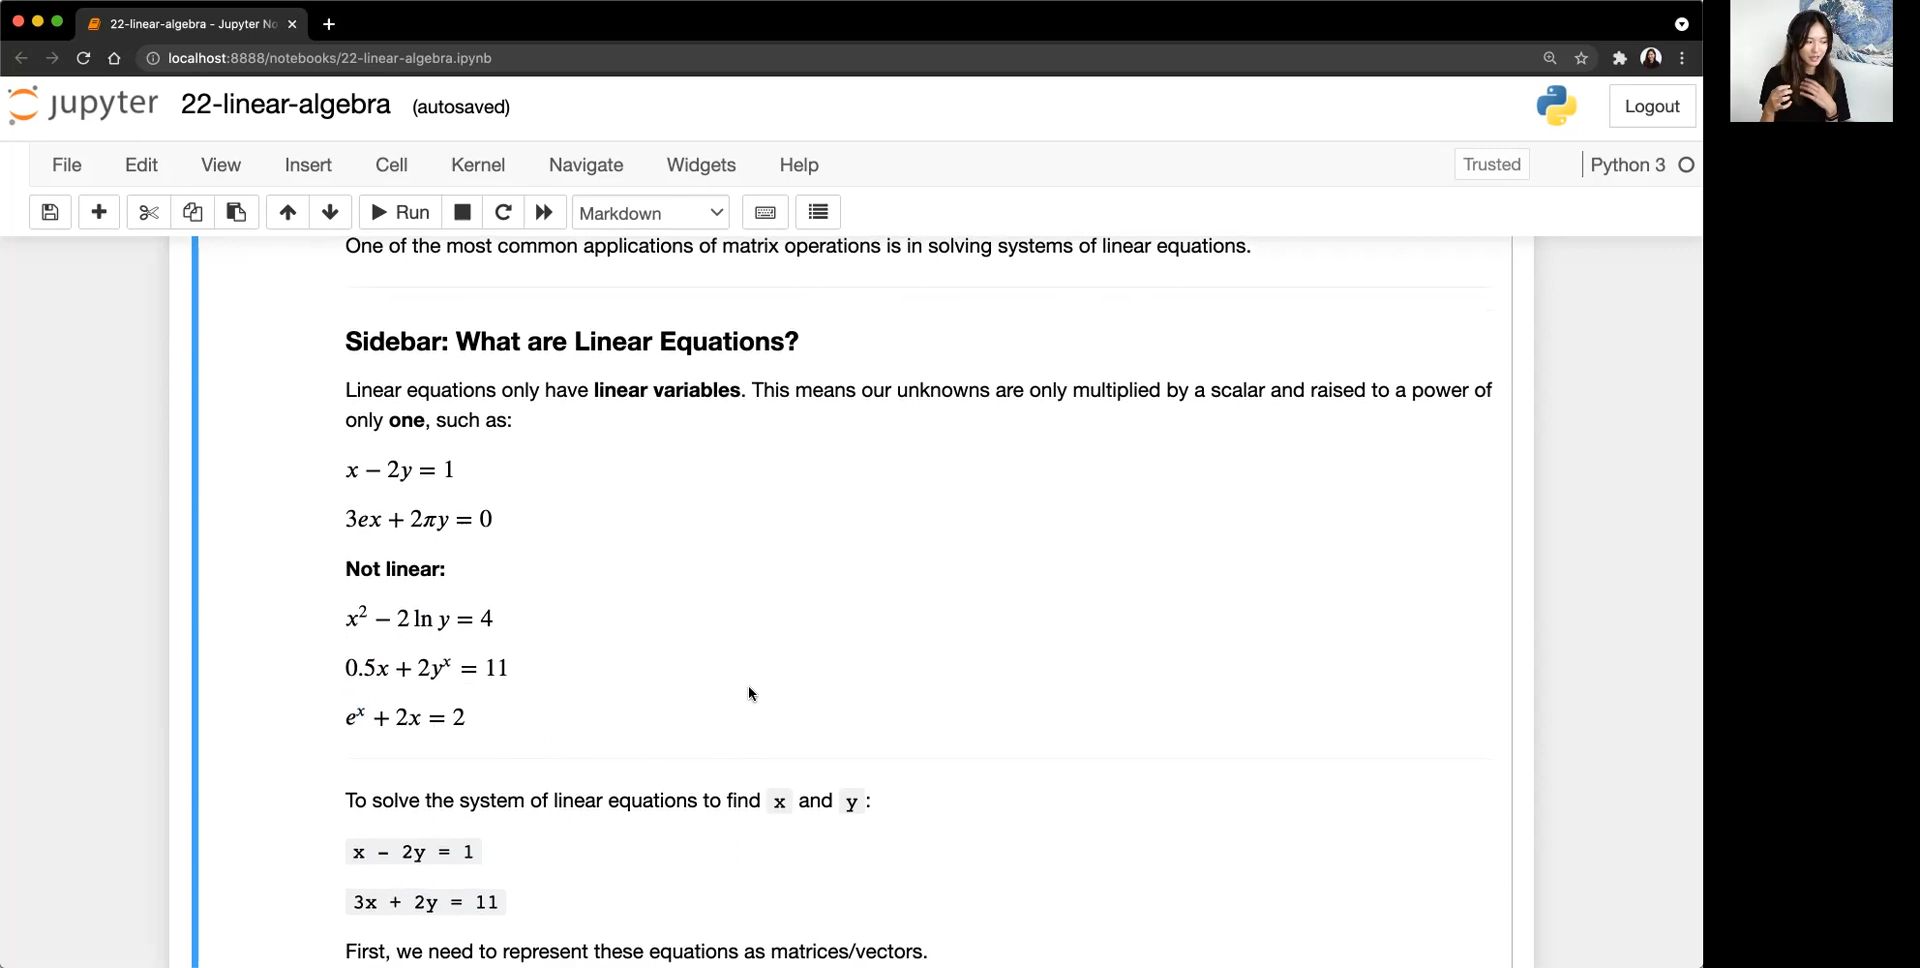 22-linear-algebra - Jupyter No
localhost:8888/notebooks/22-linear-algebra.ipynb
jupyter 22-linear-algebra (autosaved)
Logout
File Edit View Insert Cell Kernel Navigate Widgets Help
Trusted
Python 3
Run
Markdown
One of the most common applications of matrix operations is in solving systems of linear equations.
Sidebar: What are Linear Equations?
Linear equations only have linear variables. This means our unknowns are only multiplied by a scalar and raised to a power of
only one, such as:
x − 2y = 1
3ex + 2πy = 0
Not linear:
x² − 2 ln y = 4
0.5x + 2yˣ = 11
eˣ + 2x = 2
To solve the system of linear equations to find x and y :
x - 2y = 1
3x + 2y = 11
First, we need to represent these equations as matrices/vectors.